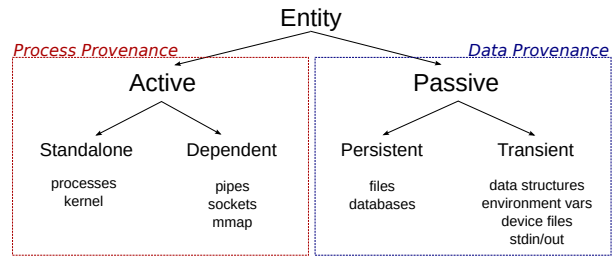 Entity
Process Provenance
Data Provenance
Active
Passive
Standalone
Dependent
Persistent
Transient
processes
kernel
pipes
sockets
mmap
files
databases
data structures
environment vars
device files
stdin/out